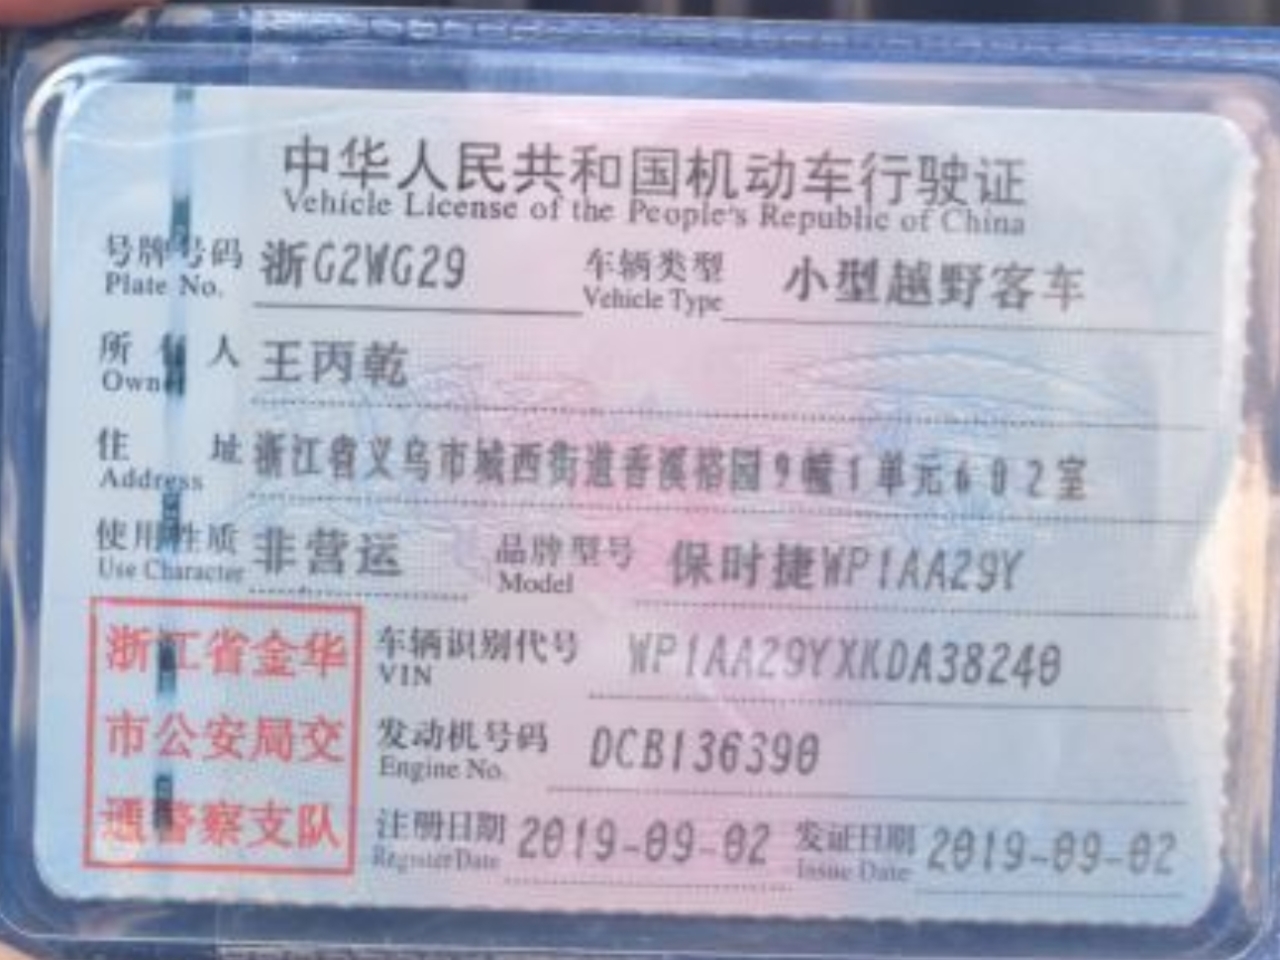 中华人民共和国机动车行驶证
Vehicle License of the People's Republic of China
号牌号码 浙G2WG29 车辆类型 小型越野客车
Plate No. Vehicle Type
所有人 王丙乾
Owner
住址 浙江省义乌市城西街道香溪裕园9幢1单元602室
Address
使用性质 非营运 品牌型号 保时捷WP1AA29Y
Use Character Model
车辆识别代号 WP1AA29YXKDA38240
VIN
发动机号码 DCB136390
Engine No.
注册日期 2019-09-02 发证日期 2019-09-02
Register Date Issue Date
浙江省金华
市公安局交
通警察支队